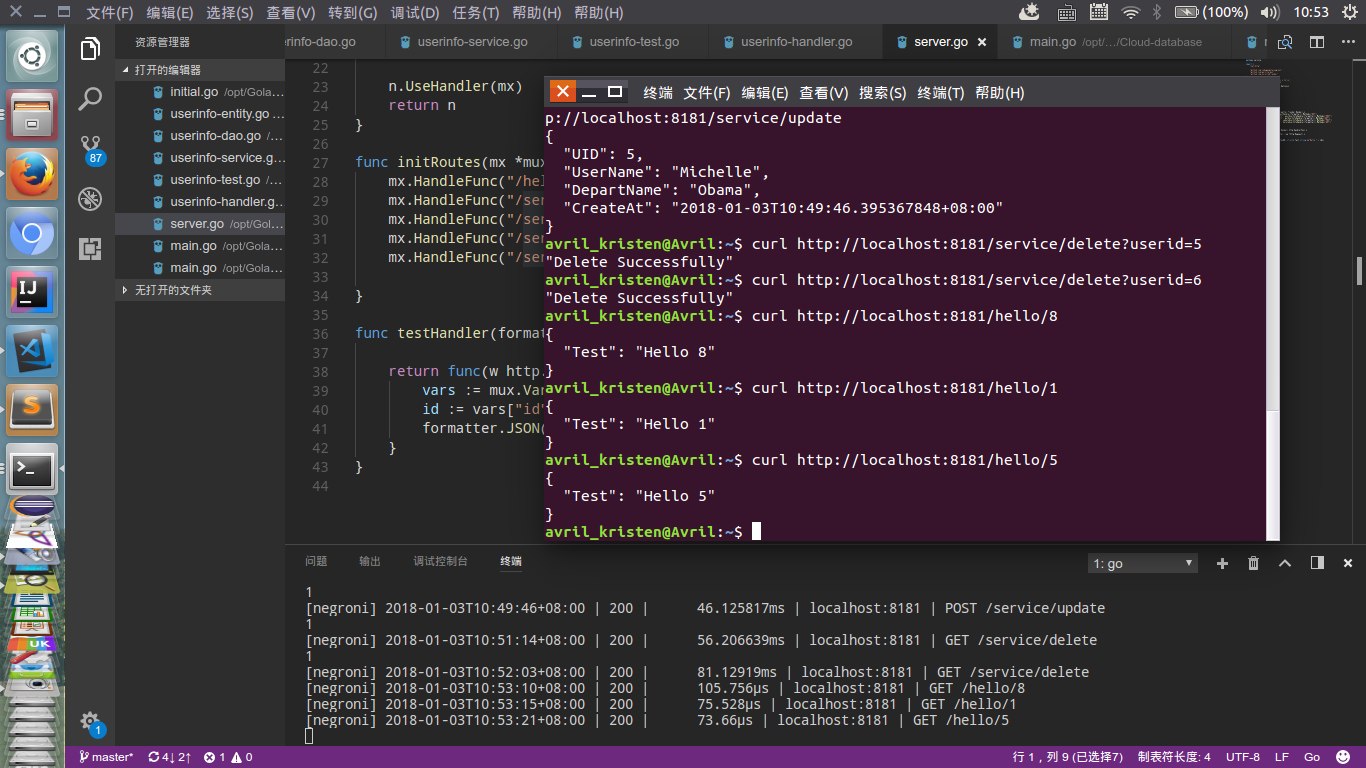 文件(F) 编辑(E) 选择(S) 查看(V) 转到(G) 调试(D) 任务(T) 帮助(H) 帮助(H)
(100%) 10:53
资源管理器
打开的编辑器
initial.go /opt/Gola...
userinfo-entity.go ...
userinfo-dao.go /...
userinfo-service.g...
userinfo-test.go /...
userinfo-handler.g...
server.go /opt/Gol...
main.go /opt/Gola...
main.go /opt/Gola...
无打开的文件夹
87
1
erinfo-dao.go userinfo-service.go userinfo-test.go userinfo-handler.go server.go main.go /opt/.../Cloud-database
22
23 n.UseHandler(mx)
24 return n
25 }
26
27 func initRoutes(mx *mux
28 mx.HandleFunc("/hel
29 mx.HandleFunc("/ser
30 mx.HandleFunc("/ser
31 mx.HandleFunc("/ser
32 mx.HandleFunc("/ser
33
34 }
35
36 func testHandler(format
37
38 return func(w http.
39 vars := mux.Var
40 id := vars["id"
41 formatter.JSON(
42 }
43 }
44
终端 文件(F) 编辑(E) 查看(V) 搜索(S) 终端(T) 帮助(H)
p://localhost:8181/service/update
{
"UID": 5,
"UserName": "Michelle",
"DepartName": "Obama",
"CreateAt": "2018-01-03T10:49:46.395367848+08:00"
}
avril_kristen@Avril:~$ curl http://localhost:8181/service/delete?userid=5
"Delete Successfully"
avril_kristen@Avril:~$ curl http://localhost:8181/service/delete?userid=6
"Delete Successfully"
avril_kristen@Avril:~$ curl http://localhost:8181/hello/8
{
"Test": "Hello 8"
}
avril_kristen@Avril:~$ curl http://localhost:8181/hello/1
{
"Test": "Hello 1"
}
avril_kristen@Avril:~$ curl http://localhost:8181/hello/5
{
"Test": "Hello 5"
}
avril_kristen@Avril:~$
问题 输出 调试控制台 终端 1: go
1
[negroni] 2018-01-03T10:49:46+08:00 | 200 | 46.125817ms | localhost:8181 | POST /service/update
1
[negroni] 2018-01-03T10:51:14+08:00 | 200 | 56.206639ms | localhost:8181 | GET /service/delete
1
[negroni] 2018-01-03T10:52:03+08:00 | 200 | 81.12919ms | localhost:8181 | GET /service/delete
[negroni] 2018-01-03T10:53:10+08:00 | 200 | 105.756µs | localhost:8181 | GET /hello/8
[negroni] 2018-01-03T10:53:15+08:00 | 200 | 75.528µs | localhost:8181 | GET /hello/1
[negroni] 2018-01-03T10:53:21+08:00 | 200 | 73.66µs | localhost:8181 | GET /hello/5
master* 4↓ 2↑ 1 0 行 1，列 9 (已选择7) 制表符长度: 4 UTF-8 LF Go